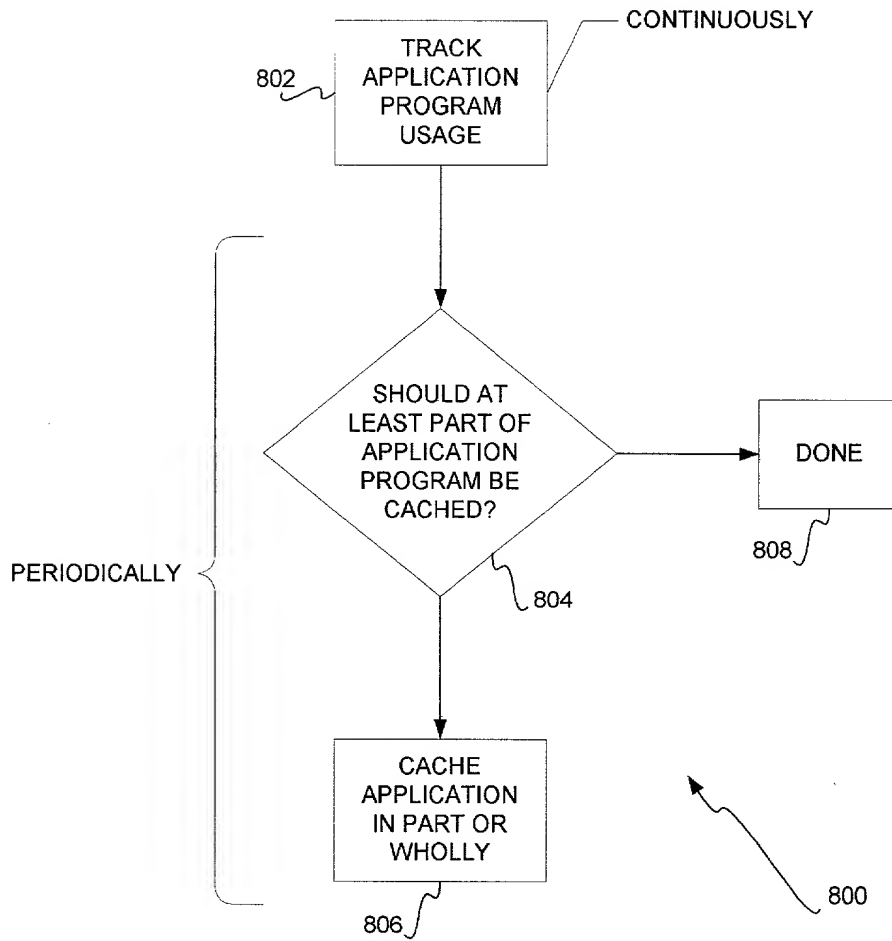 CONTINUOUSLY
802
TRACK
APPLICATION
PROGRAM
USAGE
SHOULD AT
LEAST PART OF
APPLICATION
PROGRAM BE
CACHED?
DONE
808
PERIODICALLY
804
CACHE
APPLICATION
IN PART OR
WHOLLY
806
800